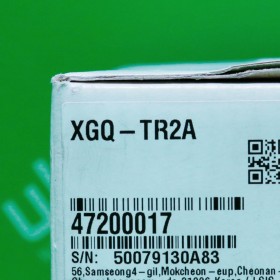 XGQ-TR2A
47200017
S/N: 50079130A83
56,Samseong4-gil,Mokcheon-eup,Cheonan-